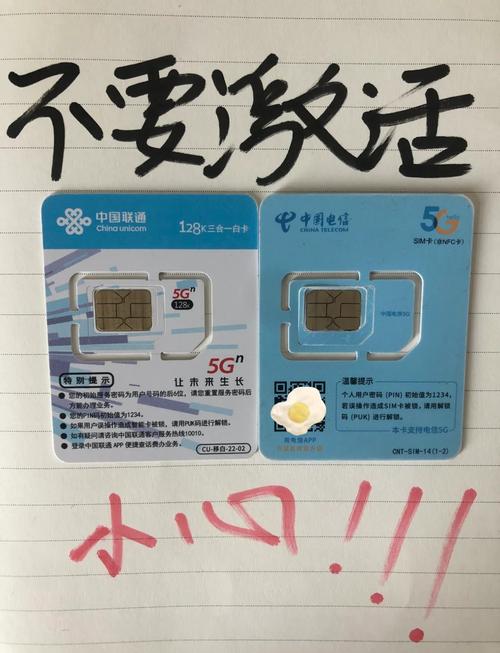 不要激活
中国联通
China unicom
128K三合一白卡
5Gⁿ
128K
5Gⁿ
让未来生长
特别提示
您的初始服务密码为用户号码的后6位，请您重置服务密码后
方能办理业务。
您的PIN码初始值为1234。
如果用户误操作造成智能卡被锁，请用PUK码进行解锁。
如有疑问请咨询中国联通客户服务热线10010。
登录中国联通 APP 便捷查话费办业务。
CU-移白-22-02
中国电信
CHINA TELECOM
5G hello
SIM卡(@NFC卡)
中国电信5G
温馨提示
个人用户密码 (PIN) 初始值为1234，
若误操作造成SIM卡被锁，请用解锁
码 (PUK) 进行解锁。
本卡支持电信5G
CNT-SIM-14(1-2)
小心!!!